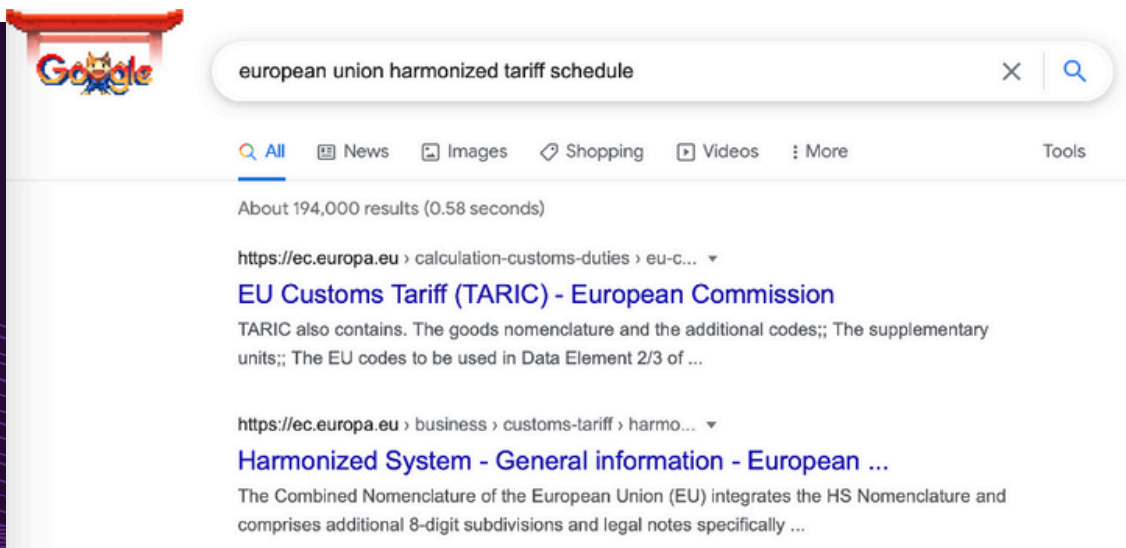 Google
european union harmonized tariff schedule
All News Images Shopping Videos More Tools
About 194,000 results (0.58 seconds)
https://ec.europa.eu › calculation-customs-duties › eu-c...
EU Customs Tariff (TARIC) - European Commission
TARIC also contains. The goods nomenclature and the additional codes;; The supplementary
units;; The EU codes to be used in Data Element 2/3 of ...
https://ec.europa.eu › business › customs-tariff › harmo...
Harmonized System - General information - European ...
The Combined Nomenclature of the European Union (EU) integrates the HS Nomenclature and
comprises additional 8-digit subdivisions and legal notes specifically ...